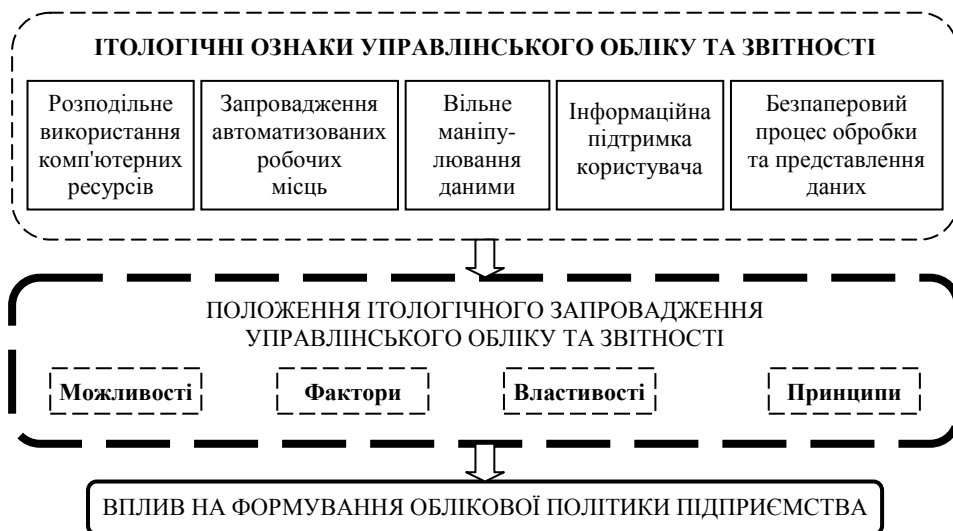 ІТОЛОГІЧНІ ОЗНАКИ УПРАВЛІНСЬКОГО ОБЛІКУ ТА ЗВІТНОСТІ
Розподільне
використання
комп'ютерних
ресурсів
Запровадження
автоматизованих
робочих
місць
Вільне
маніпу-
лювання
даними
Інформаційна
підтримка
користувача
Безпаперовий
процес обробки
та представлення
даних
ПОЛОЖЕННЯ ІТОЛОГІЧНОГО ЗАПРОВАДЖЕННЯ
УПРАВЛІНСЬКОГО ОБЛІКУ ТА ЗВІТНОСТІ
Можливості
Фактори
Властивості
Принципи
ВПЛИВ НА ФОРМУВАННЯ ОБЛІКОВОЇ ПОЛІТИКИ ПІДПРИЄМСТВА